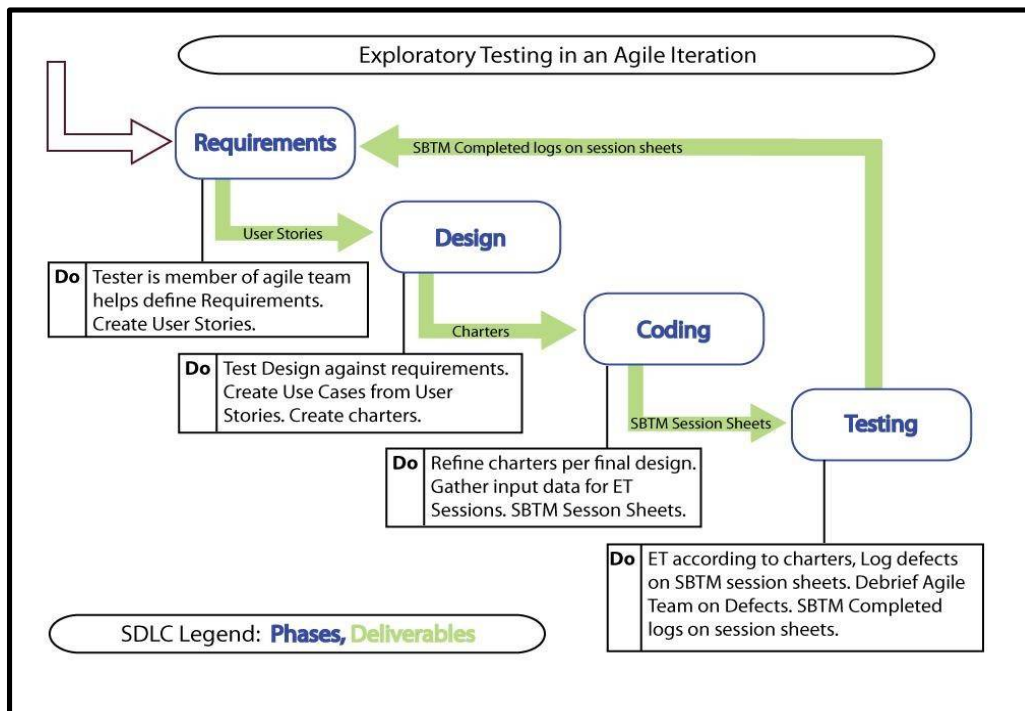 Exploratory Testing in an Agile Iteration
Requirements
SBTM Completed logs on session sheets
User Stories
Design
Do Tester is member of agile team
helps define Requirements.
Create User Stories.
Charters
Coding
Do Test Design against requirements.
Create Use Cases from User
Stories. Create charters.
SBTM Session Sheets
Testing
Do Refine charters per final design.
Gather input data for ET
Sessions. SBTM Sesson Sheets.
Do ET according to charters, Log defects
on SBTM session sheets. Debrief Agile
Team on Defects. SBTM Completed
logs on session sheets.
SDLC Legend: Phases, Deliverables